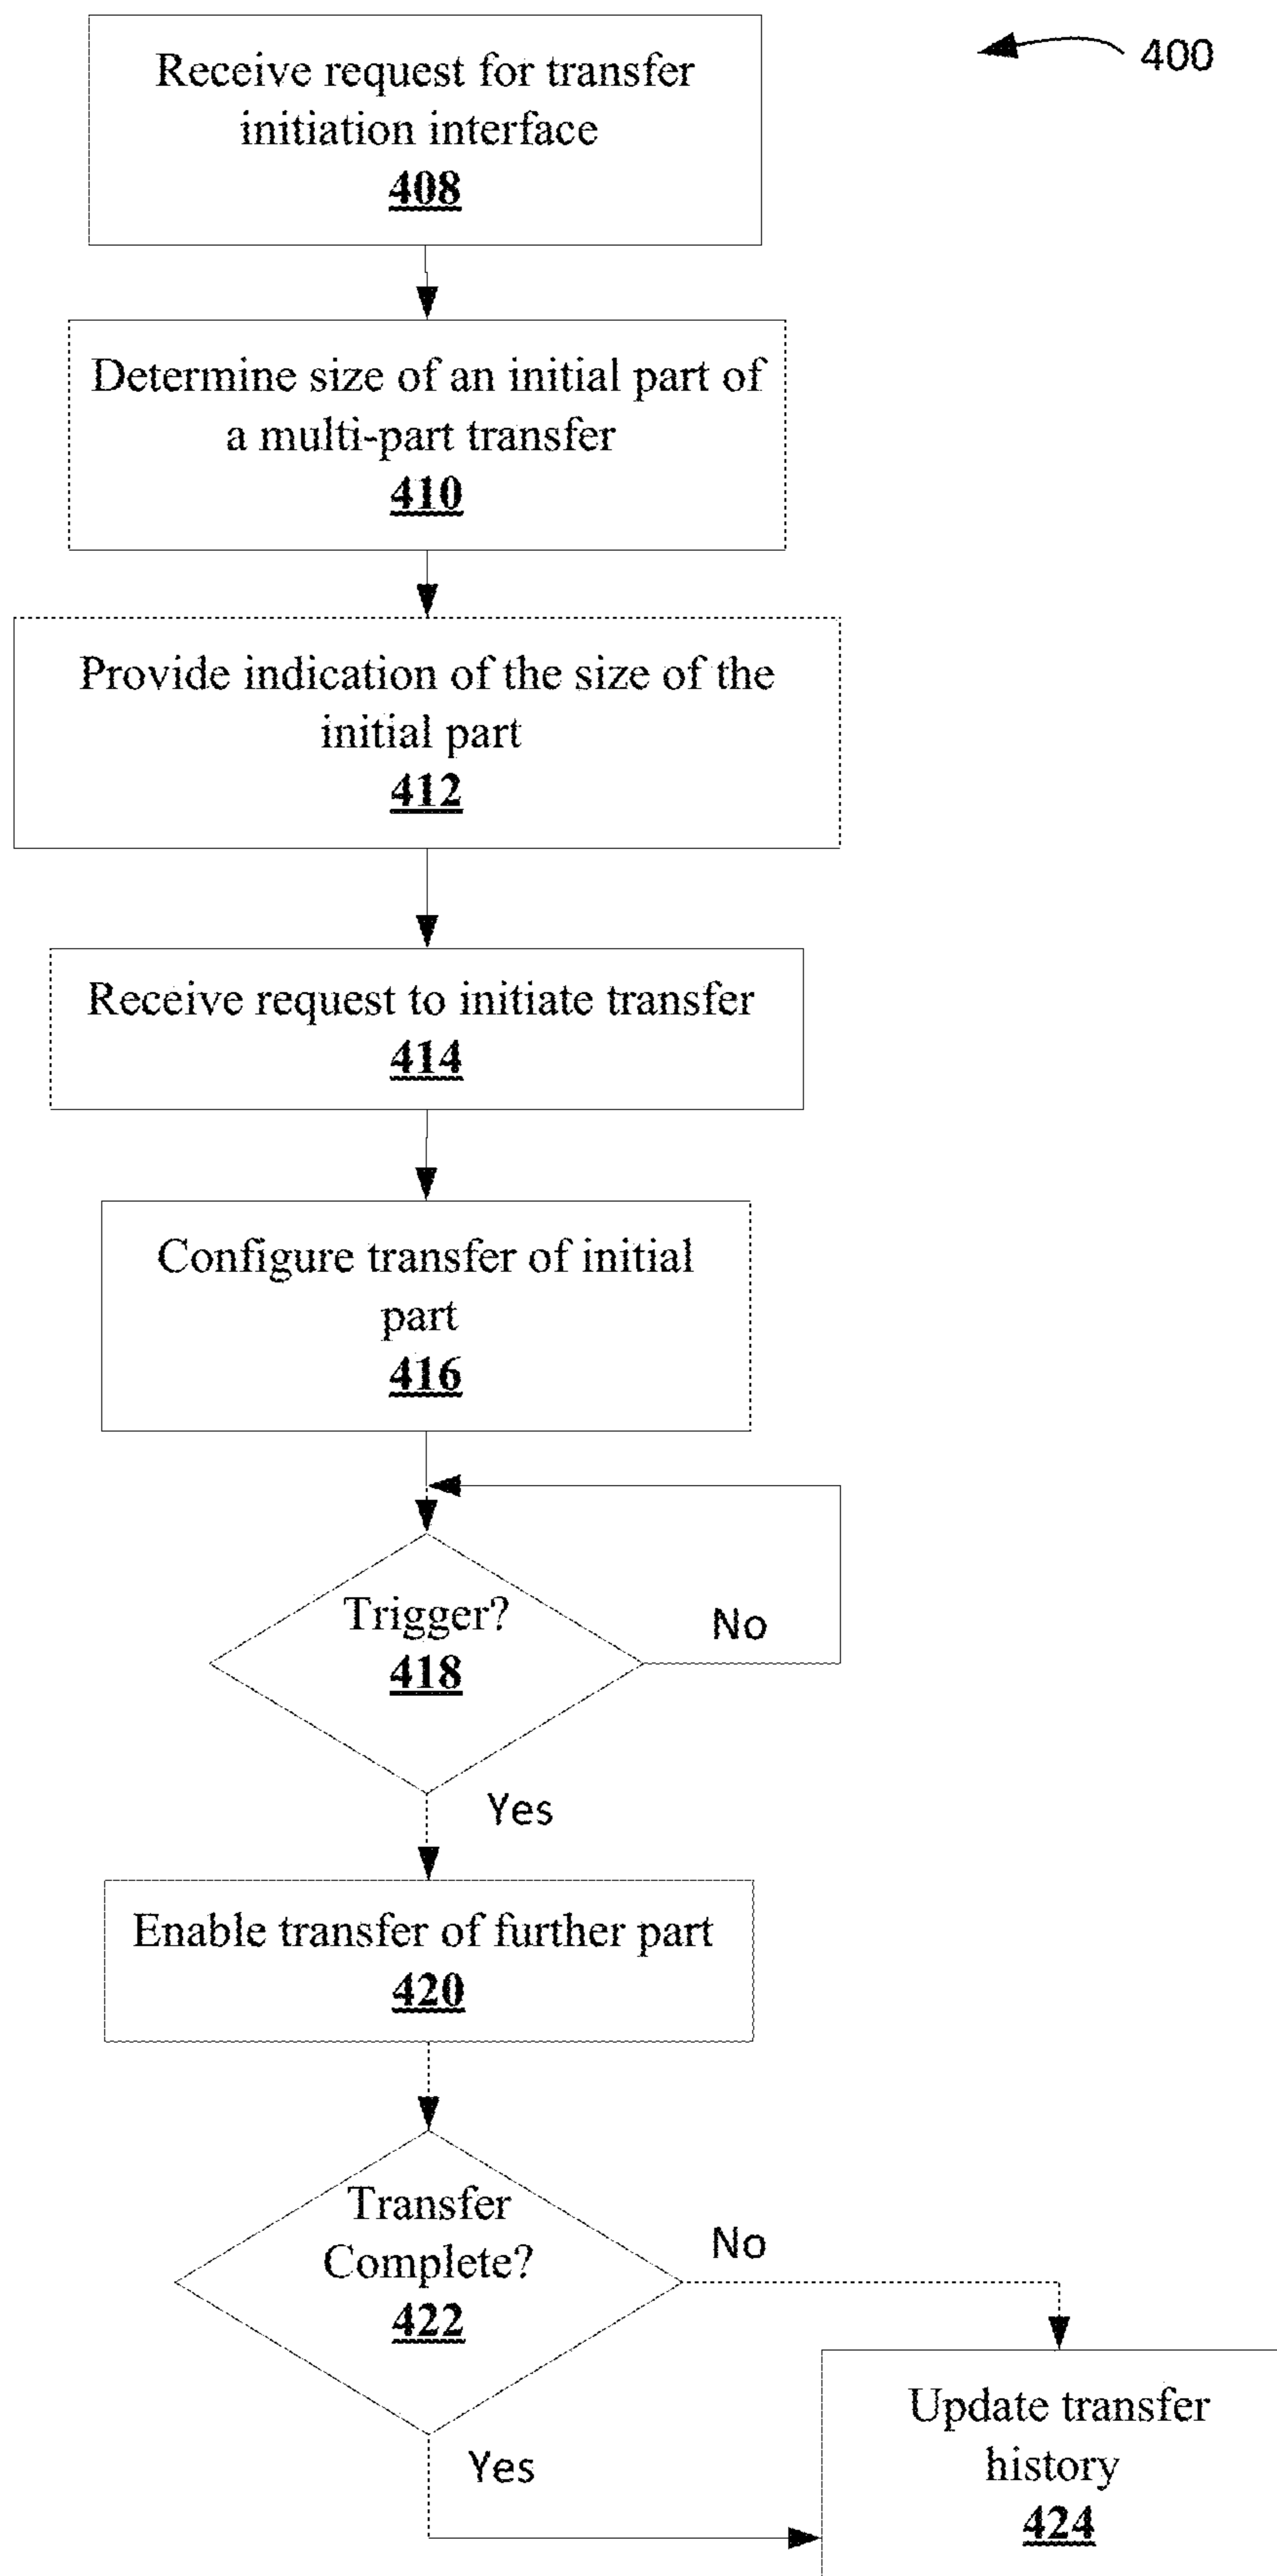 400
Receive request for transfer
initiation interface
408
Determine size of an initial part of
a multi-part transfer
410
Provide indication of the size of the
initial part
412
Receive request to initiate transfer
414
Configure transfer of initial
part
416
Trigger?
418
No
Yes
Enable transfer of further part
420
Transfer
Complete?
422
No
Yes
Update transfer
history
424